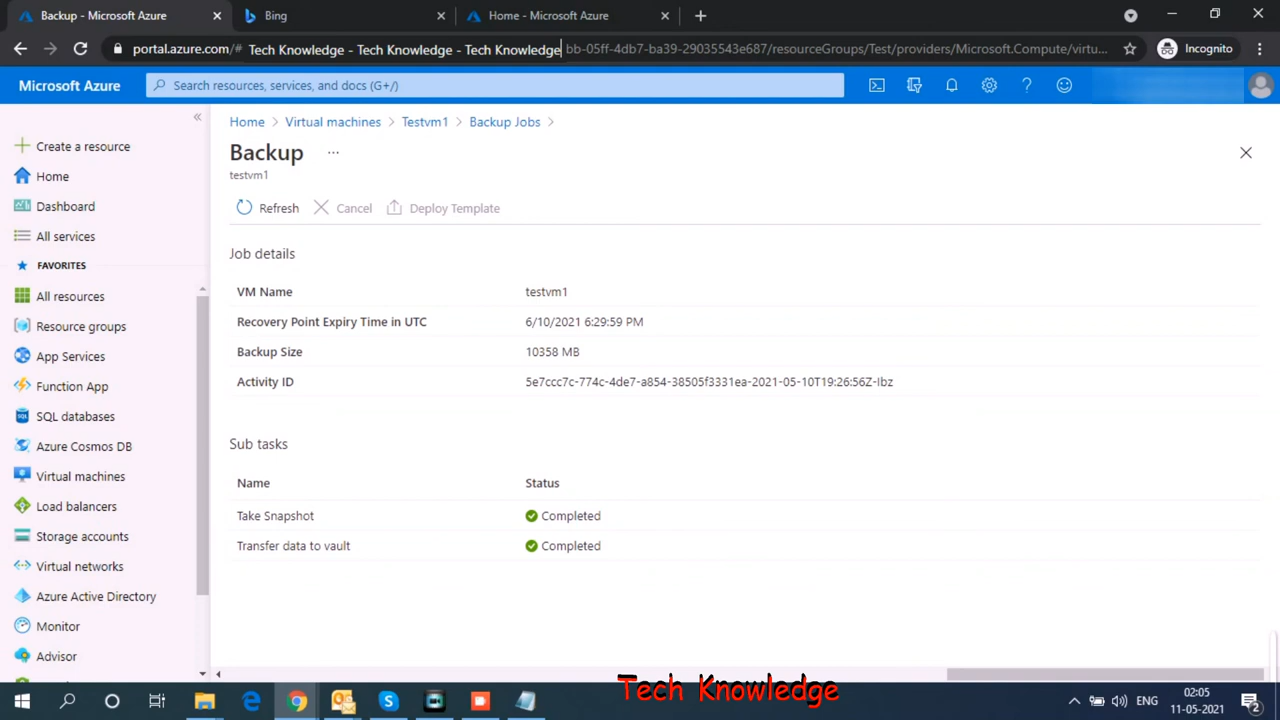 Backup - Microsoft Azure
Bing
Home - Microsoft Azure
portal.azure.com/# Tech Knowledge - Tech Knowledge - Tech Knowledge bb-05ff-4db7-ba39-29035543e687/resourceGroups/Test/providers/Microsoft.Compute/virtu...
Incognito
Microsoft Azure
Search resources, services, and docs (G+/)
Create a resource
Home
Dashboard
All services
FAVORITES
All resources
Resource groups
App Services
Function App
SQL databases
Azure Cosmos DB
Virtual machines
Load balancers
Storage accounts
Virtual networks
Azure Active Directory
Monitor
Advisor
Home > Virtual machines > Testvm1 > Backup Jobs >
Backup ...
testvm1
Refresh Cancel Deploy Template
Job details
VM Name testvm1
Recovery Point Expiry Time in UTC 6/10/2021 6:29:59 PM
Backup Size 10358 MB
Activity ID 5e7ccc7c-774c-4de7-a854-38505f3331ea-2021-05-10T19:26:56Z-Ibz
Sub tasks
Name Status
Take Snapshot Completed
Transfer data to vault Completed
Tech Knowledge
ENG
02:05
11-05-2021
2